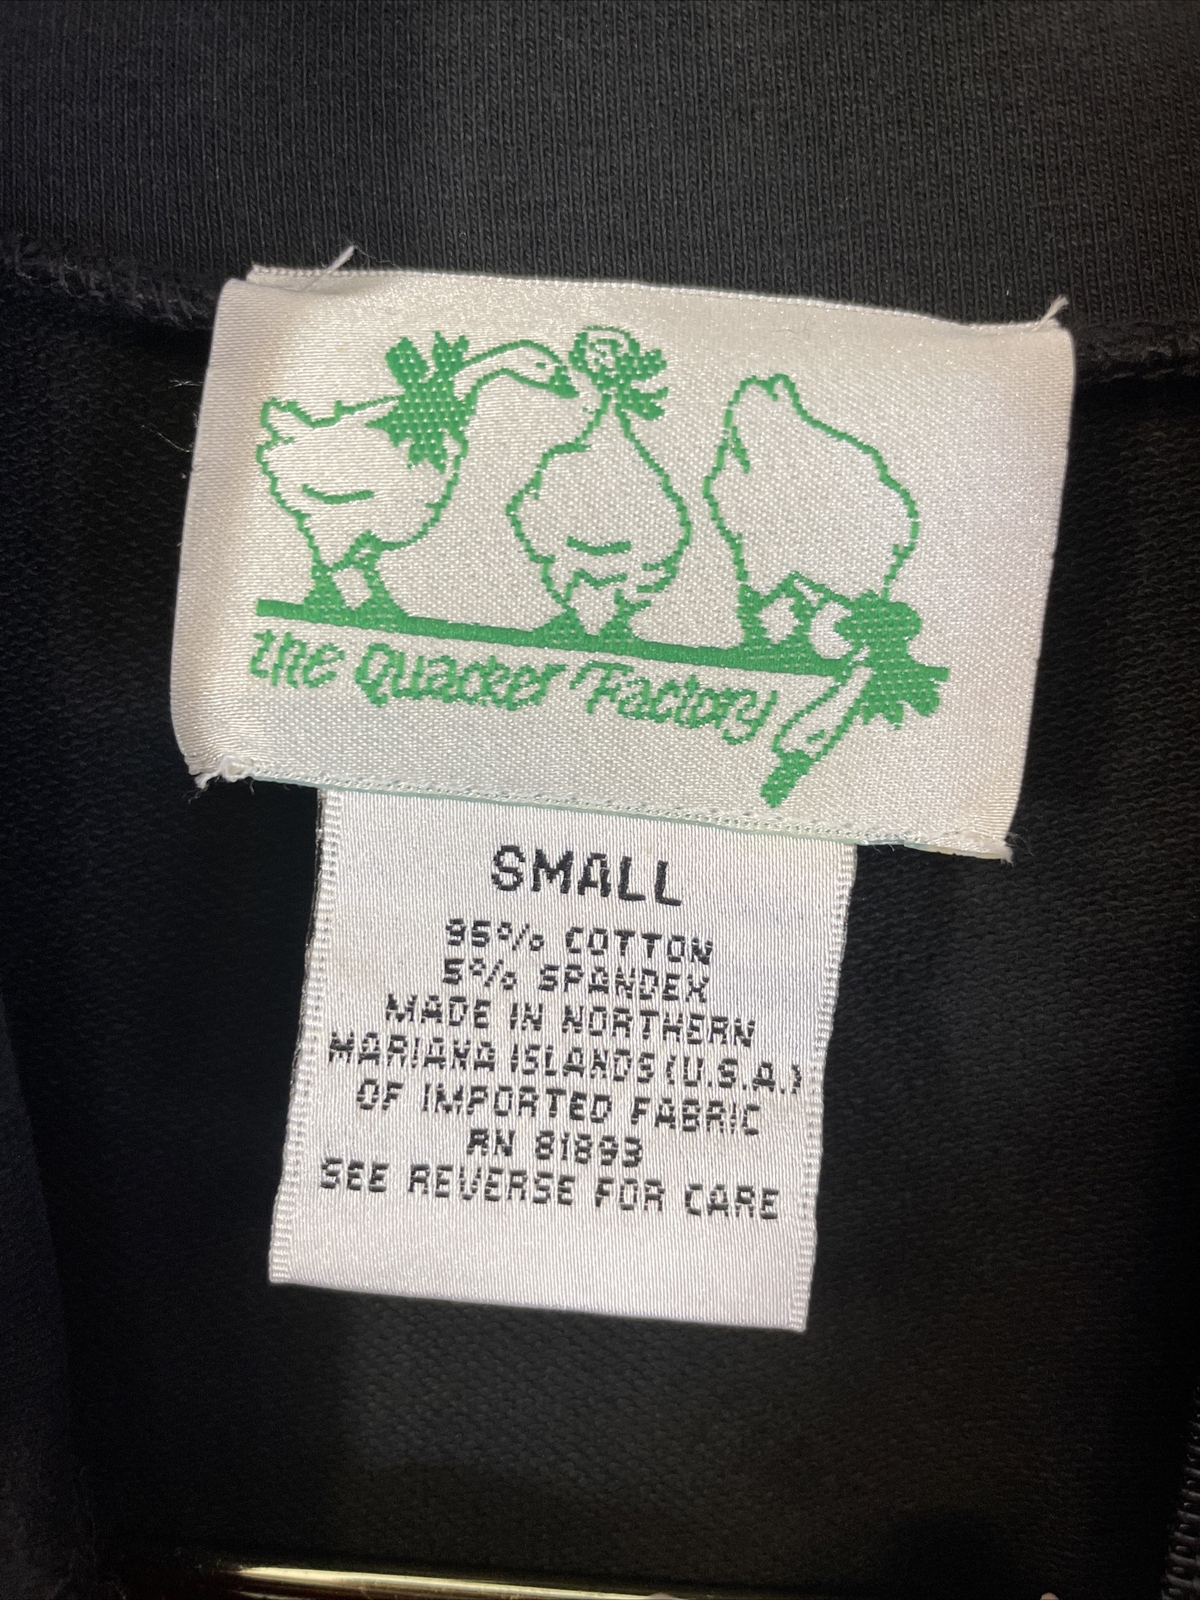 the Quacker Factory
SMALL
95% COTTON
5% SPANDEX
MADE IN NORTHERN
MARIANA ISLANDS (U.S.A.)
OF IMPORTED FABRIC
RN 81893
SEE REVERSE FOR CARE